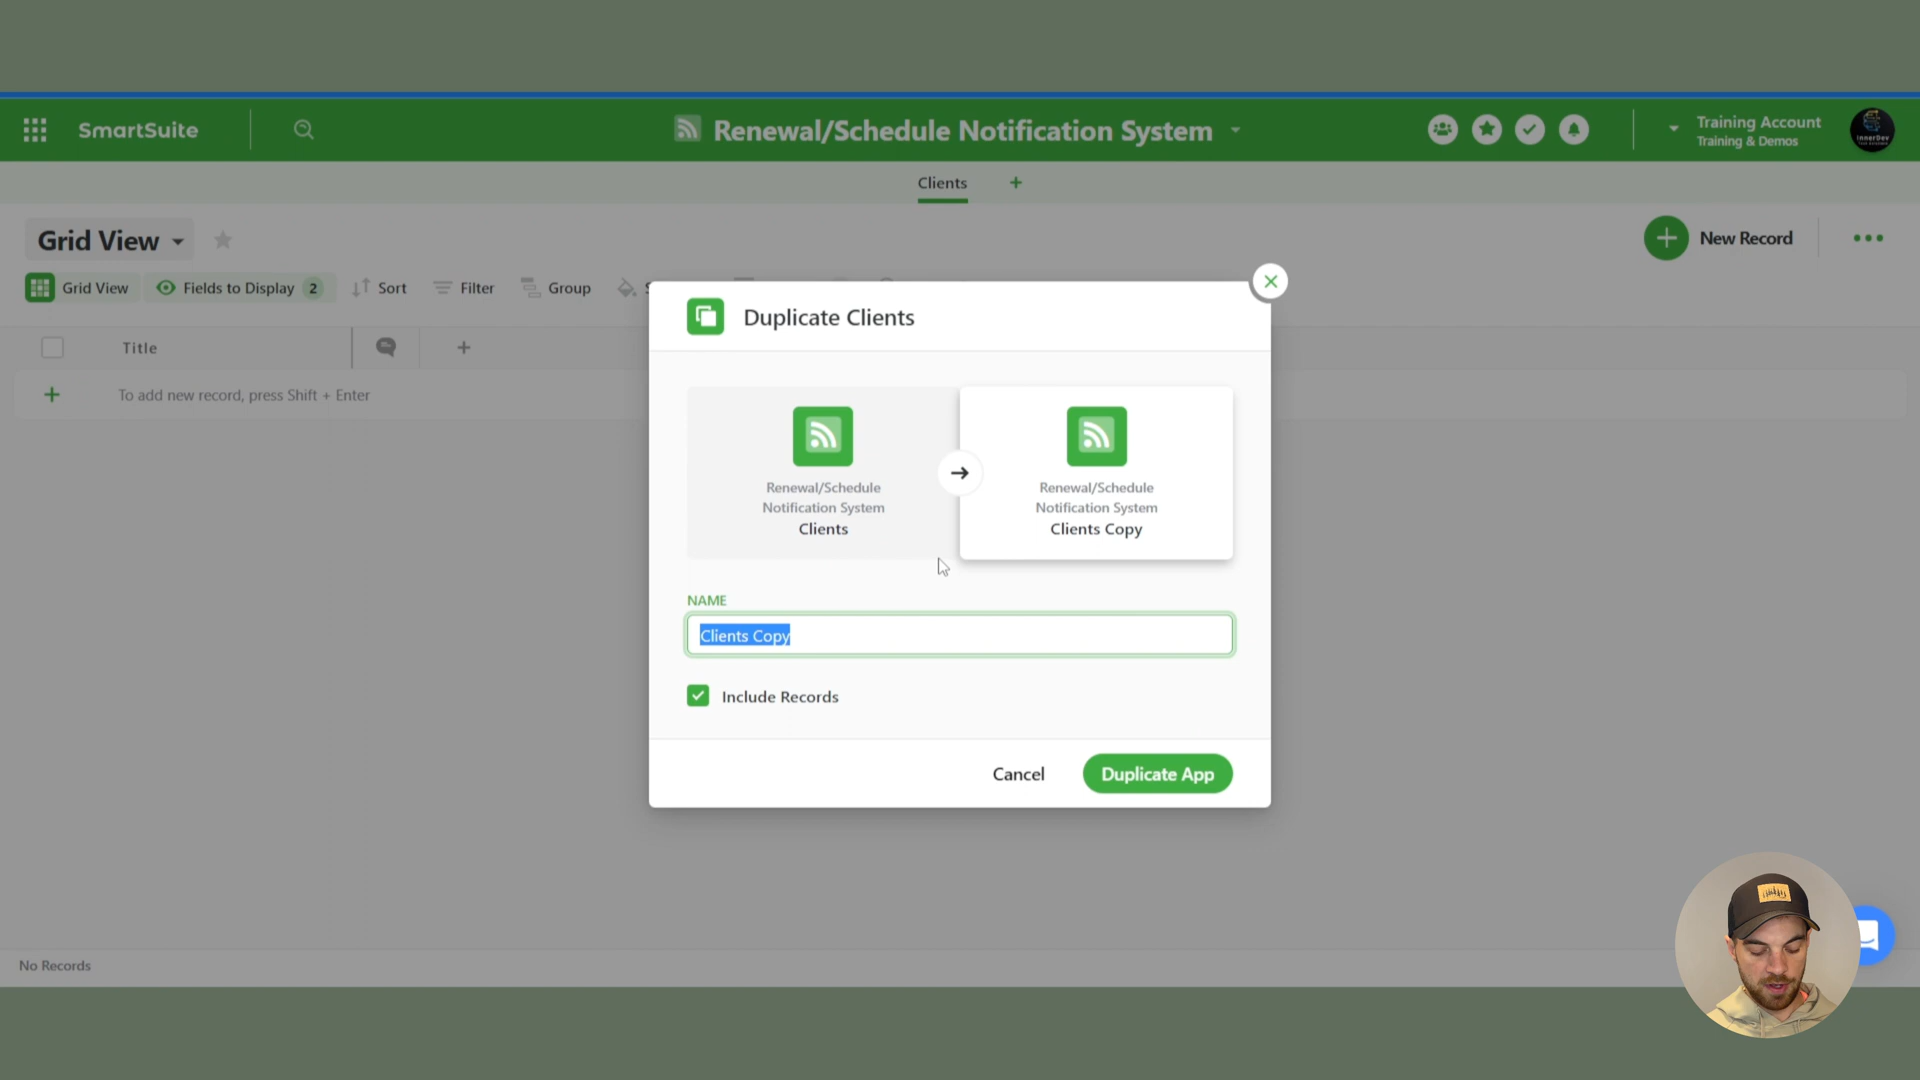 SmartSuite
Renewal/Schedule Notification System
Training Account
Training & Demos
InnerDev
Clients
Grid View
New Record
Grid View
Fields to Display 2
Sort
Filter
Group
Title
To add new record, press Shift + Enter
Duplicate Clients
Renewal/Schedule
Notification System
Clients
Renewal/Schedule
Notification System
Clients Copy
NAME
Clients Copy
Include Records
Cancel
Duplicate App
No Records